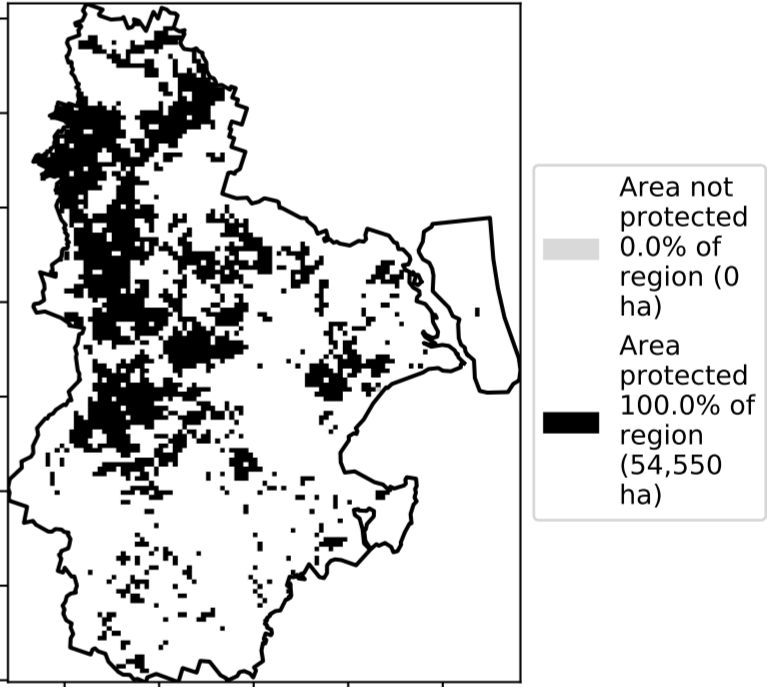 Area not
protected
0.0% of
region (0
ha)
Area
protected
100.0% of
region
(54,550
ha)